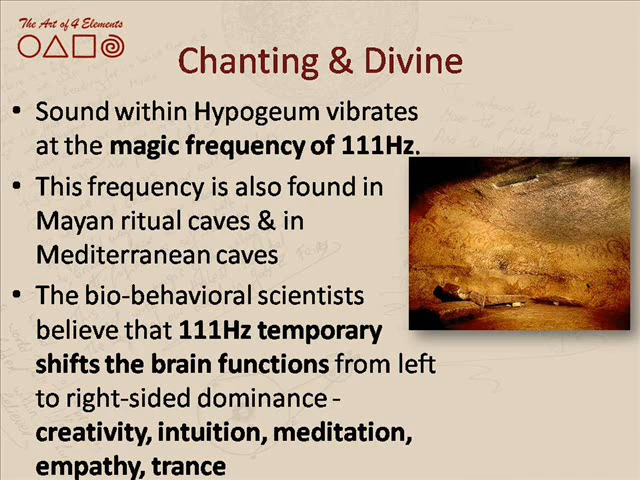 The Art of 4 Elements
Chanting & Divine
• Sound within Hypogeum vibrates
at the magic frequency of 111Hz.
• This frequency is also found in
Mayan ritual caves & in
Mediterranean caves
• The bio-behavioral scientists
believe that 111Hz temporary
shifts the brain functions from left
to right-sided dominance -
creativity, intuition, meditation,
empathy, trance